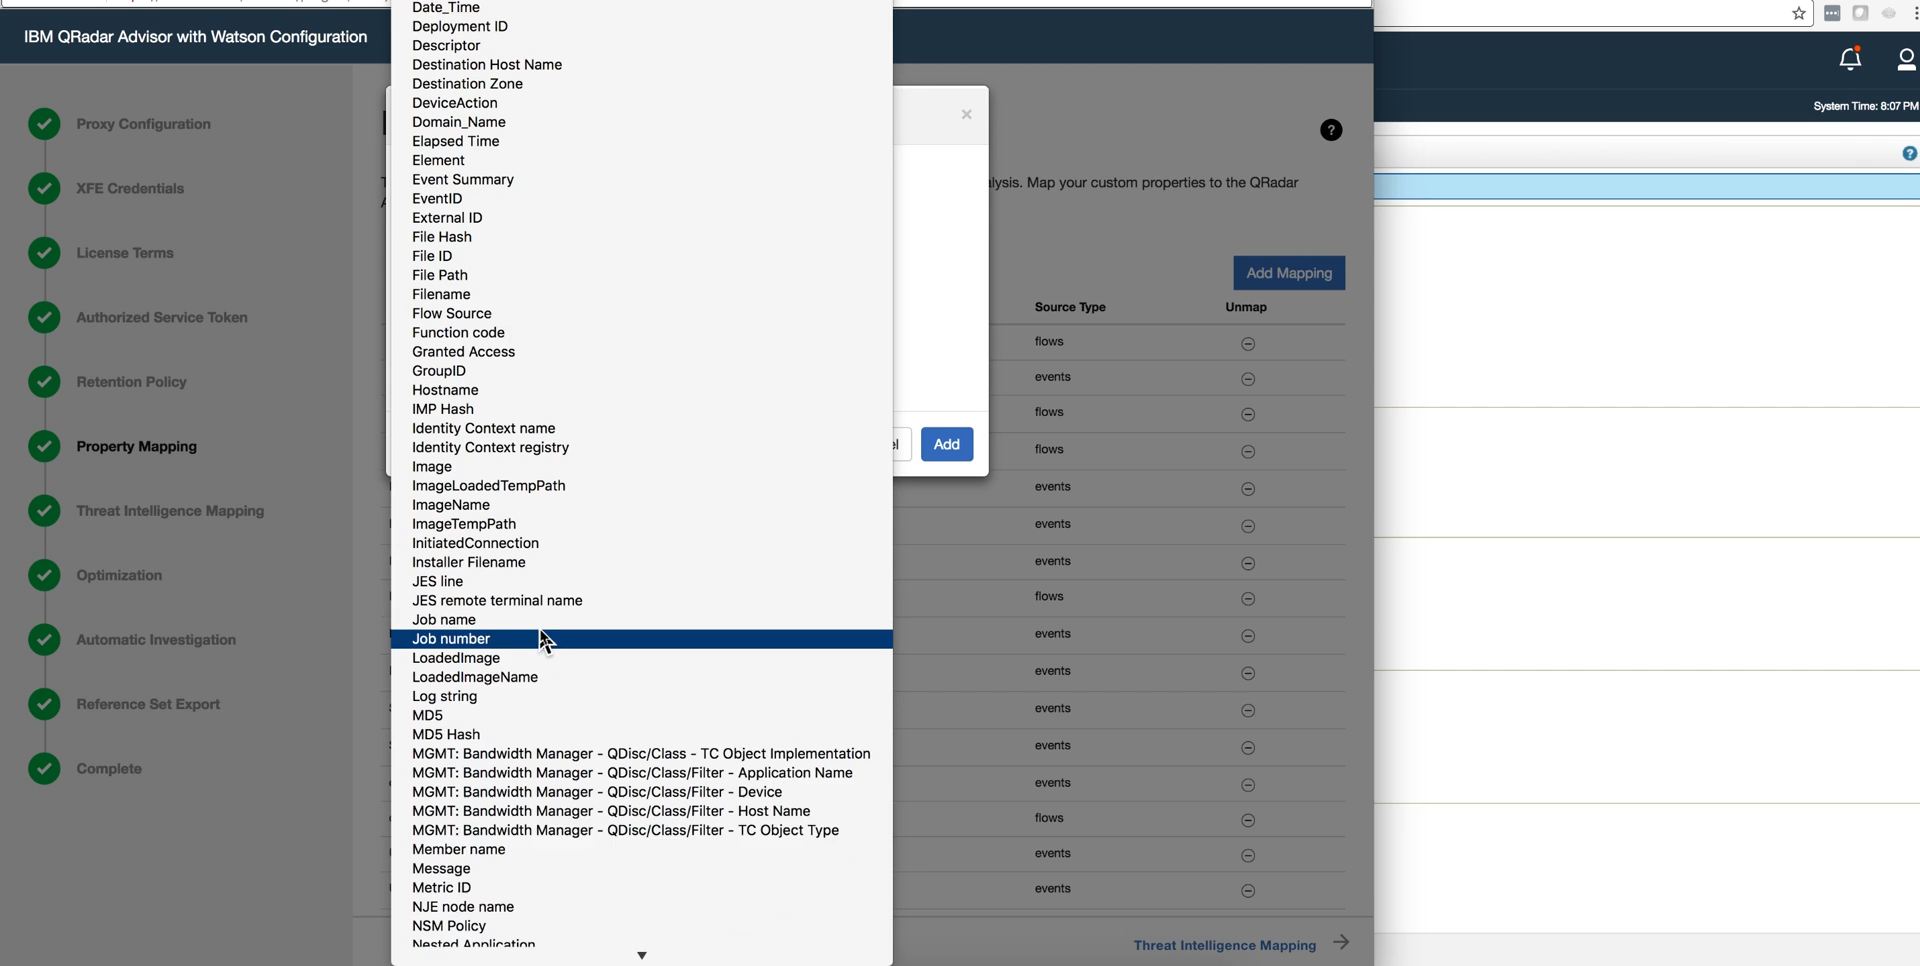 IBM QRadar Advisor with Watson Configuration
System Time: 8:07 PM
Proxy Configuration
XFE Credentials
License Terms
Authorized Service Token
Retention Policy
Property Mapping
Threat Intelligence Mapping
Optimization
Automatic Investigation
Reference Set Export
Complete
Date_Time
Deployment ID
Descriptor
Destination Host Name
Destination Zone
DeviceAction
Domain_Name
Elapsed Time
Element
Event Summary
EventID
External ID
File Hash
File ID
File Path
Filename
Flow Source
Function code
Granted Access
GroupID
Hostname
IMP Hash
Identity Context name
Identity Context registry
Image
ImageLoadedTempPath
ImageName
ImageTempPath
InitiatedConnection
Installer Filename
JES line
JES remote terminal name
Job name
Job number
LoadedImage
LoadedImageName
Log string
MD5
MD5 Hash
MGMT: Bandwidth Manager - QDisc/Class - TC Object Implementation
MGMT: Bandwidth Manager - QDisc/Class/Filter - Application Name
MGMT: Bandwidth Manager - QDisc/Class/Filter - Device
MGMT: Bandwidth Manager - QDisc/Class/Filter - Host Name
MGMT: Bandwidth Manager - QDisc/Class/Filter - TC Object Type
Member name
Message
Metric ID
NJE node name
NSM Policy
Nested Application
×
?
?
alysis. Map your custom properties to the QRadar
Add Mapping
Add
Source Type Unmap
flows
events
flows
flows
events
events
events
flows
events
events
events
events
events
flows
events
events
Threat Intelligence Mapping